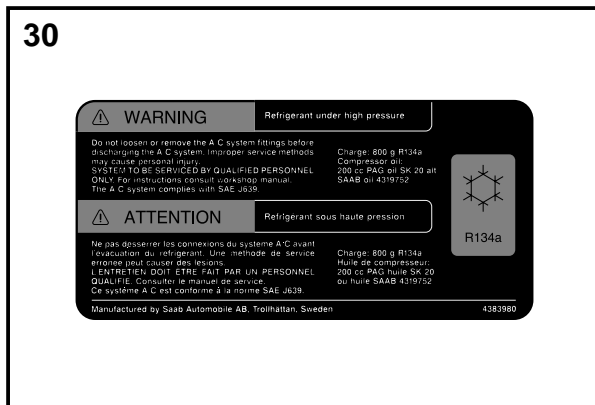 30
WARNING
Refrigerant under high pressure
Do not loosen or remove the A C system fittings before
discharging the A C system. Improper service methods
may cause personal injury.
SYSTEM TO BE SERVICED BY QUALIFIED PERSONNEL
ONLY. For instructions consult workshop manual.
The A C system complies with SAE J639.
Charge: 800 g R134a
Compressor oil:
200 cc PAG oil SK 20 alt
SAAB oil 4319752
ATTENTION
Refrigerant sous haute pression
Ne pas desserrer les connexions du systeme A C avant
l'evacuation du refrigerant. Une methode de service
erronee peut causer des lesions.
L ENTRETIEN DOIT ETRE FAIT PAR UN PERSONNEL
QUALIFIE. Consulter le manuel de service.
Ce systéme A C est conforme à la norme SAE J639.
Charge: 800 g R134a
Huile de compresseur:
200 cc PAG huile SK 20
ou huile SAAB 4319752
R134a
Manufactured by Saab Automobile AB, Trollhättan, Sweden
4383980